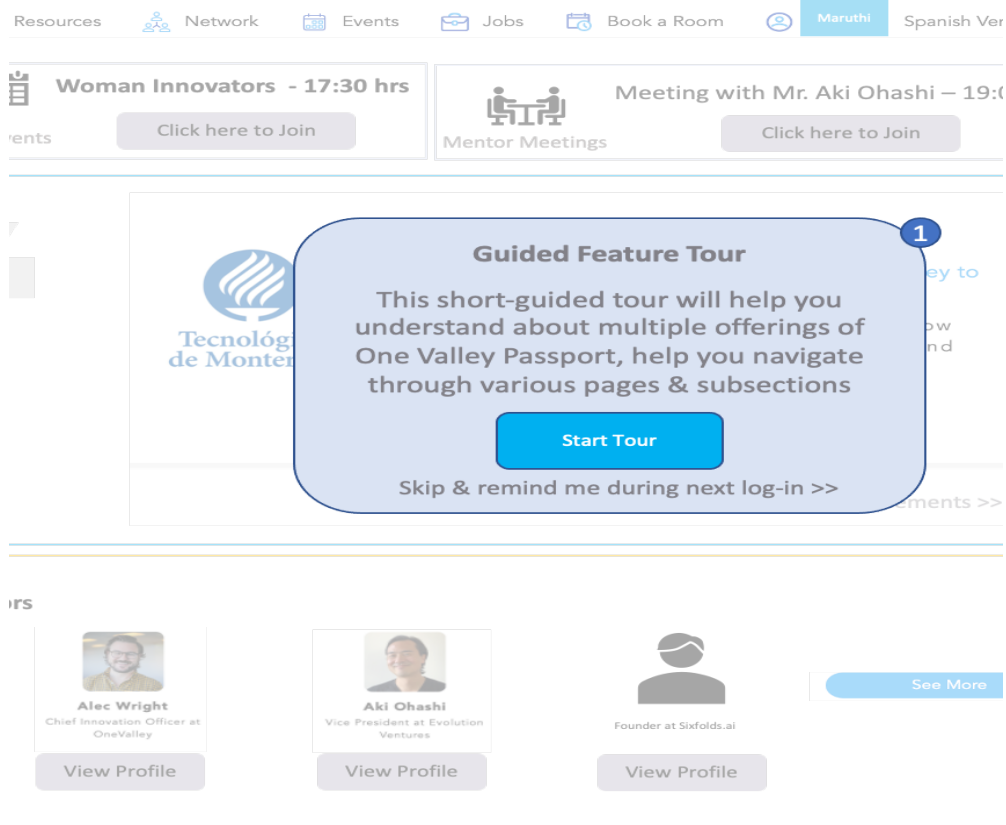 Resources Network Events Jobs Book a Room Maruthi Spanish Ver
Woman Innovators - 17:30 hrs
Click here to Join
Meeting with Mr. Aki Ohashi – 19:0
Mentor Meetings
Click here to Join
1
Guided Feature Tour
This short-guided tour will help you
understand about multiple offerings of
One Valley Passport, help you navigate
through various pages & subsections
Start Tour
Skip & remind me during next log-in >>
Tecnológi
de Monter
ey to
ow
nd
ements >>
ors
Alec Wright
Chief Innovation Officer at
OneValley
View Profile
Aki Ohashi
Vice President at Evolution
Ventures
View Profile
Founder at Sixfolds.ai
View Profile
See More